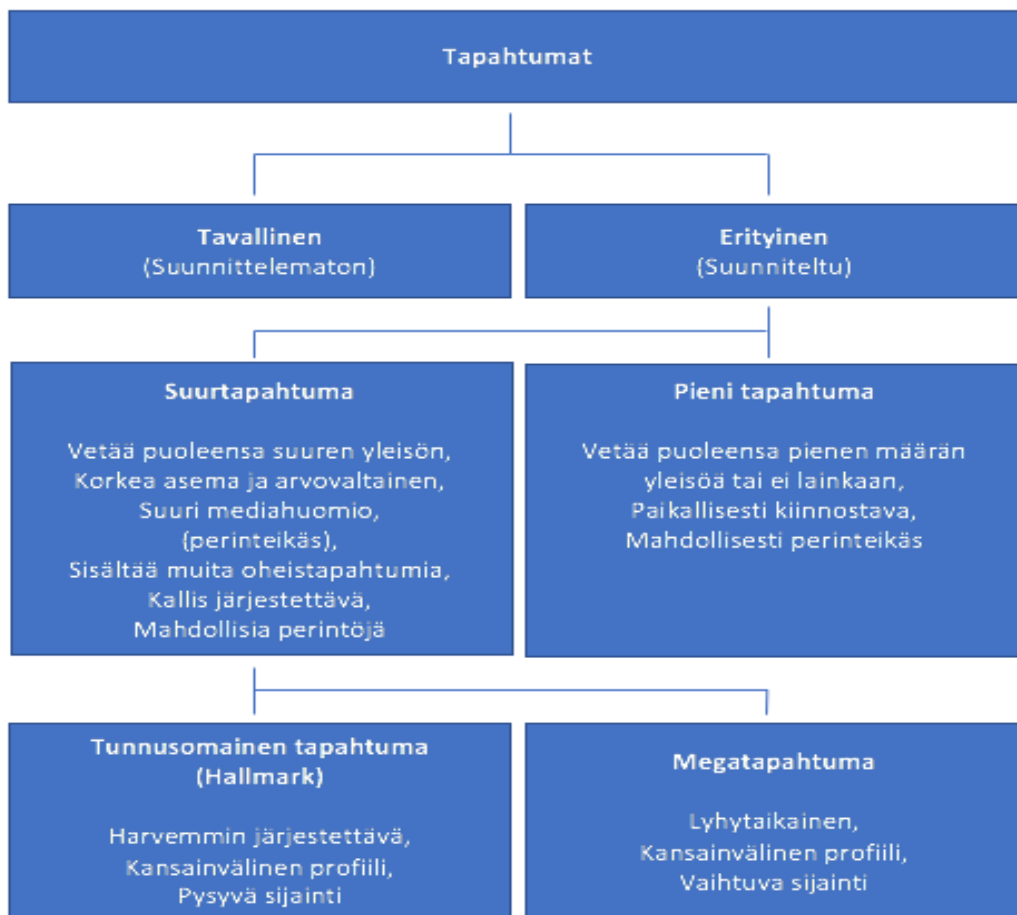 Tapahtumat
Tavallinen
(Suunnittelematon)
Erityinen
(Suunniteltu)
Suurtapahtuma
Vetää puoleensa suuren yleisön,
Korkea asema ja arvovaltainen,
Suuri mediahuomio,
(perinteikäs),
Sisältää muita oheistapahtumia,
Kallis järjestettävä,
Mahdollisia perintöjä
Pieni tapahtuma
Vetää puoleensa pienen määrän
yleisöä tai ei lainkaan,
Paikallisesti kiinnostava,
Mahdollisesti perinteikäs
Tunnusomainen tapahtuma
(Hallmark)
Harvemmin järjestettävä,
Kansainvälinen profiili,
Pysyvä sijainti
Megatapahtuma
Lyhytaikainen,
Kansainvälinen profiili,
Vaihtuva sijainti